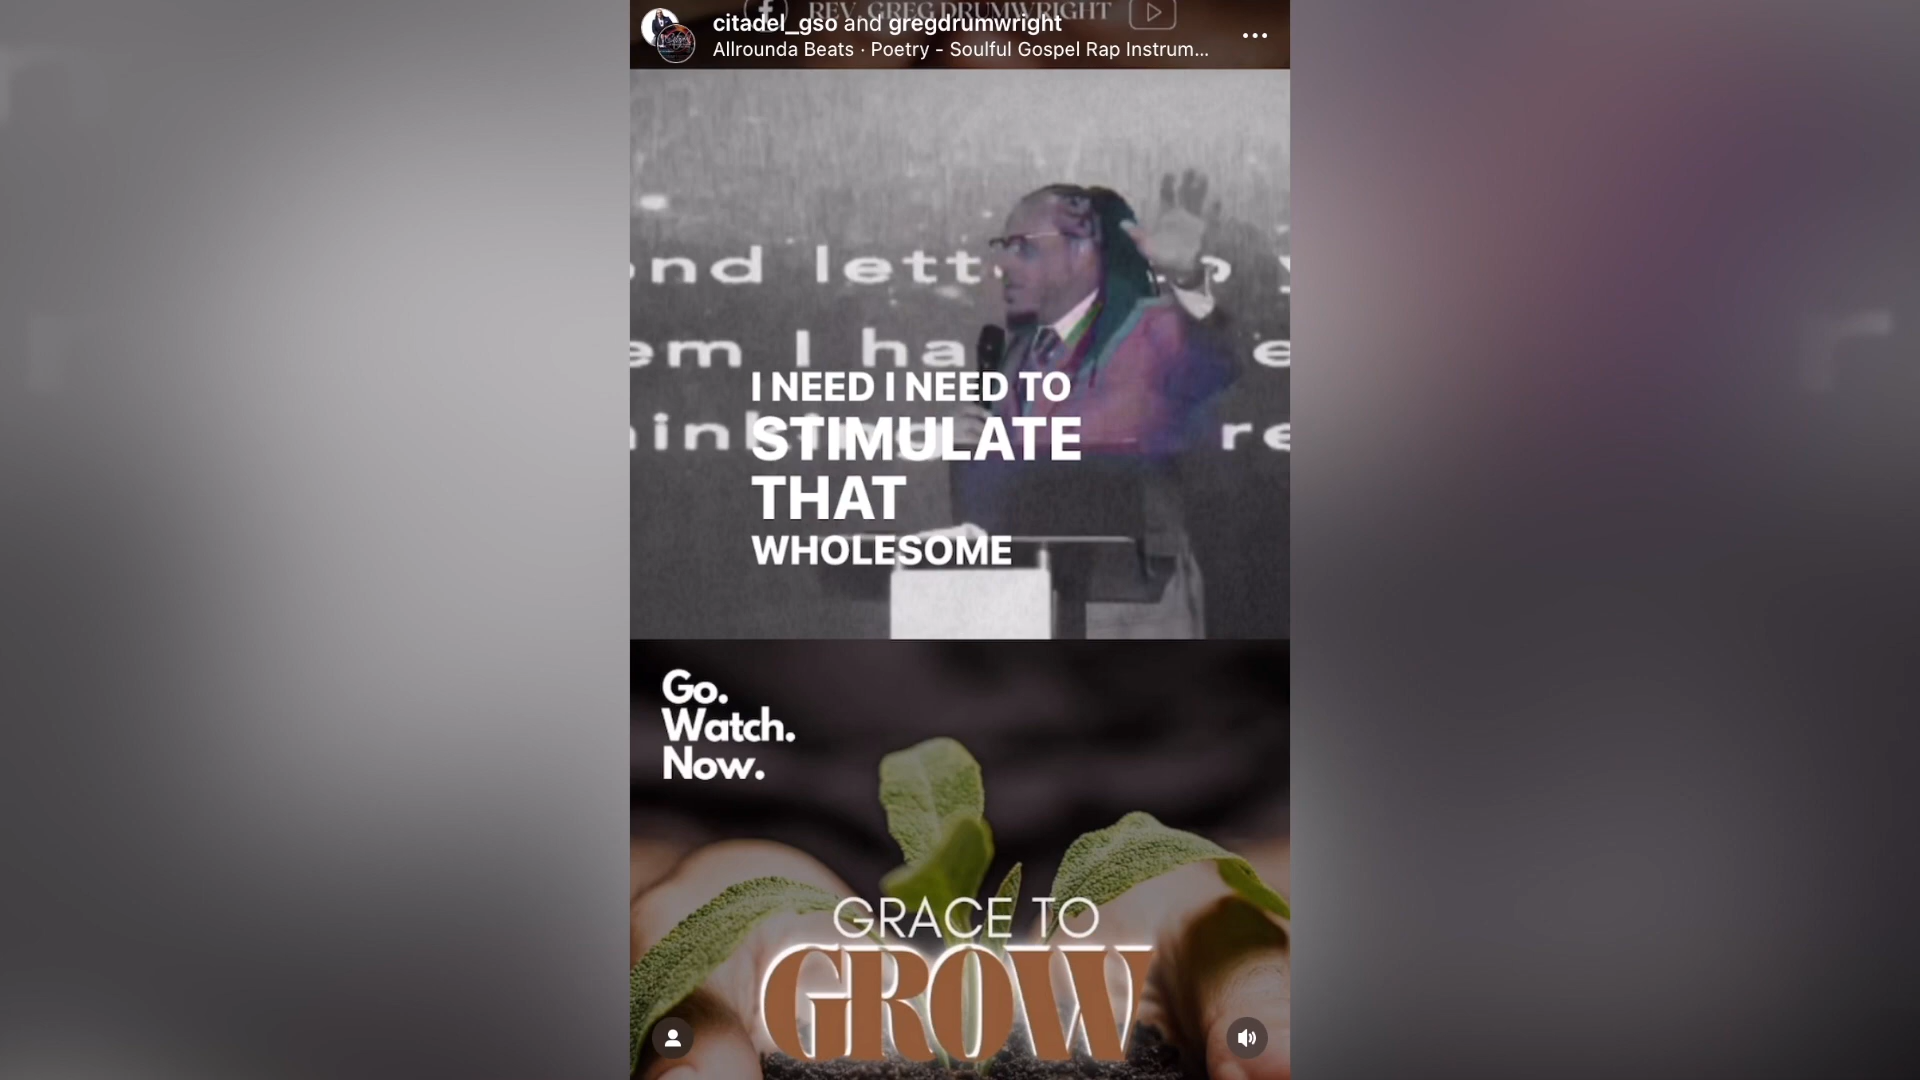 REV. GREG DRUMWRIGHT
citadel_gso and gregdrumwright
Allrounda Beats · Poetry - Soulful Gospel Rap Instrum...
nd lett
em I ha
re
I NEED I NEED TO
STIMULATE
THAT
WHOLESOME
Go.
Watch.
Now.
GRACE TO
GROW